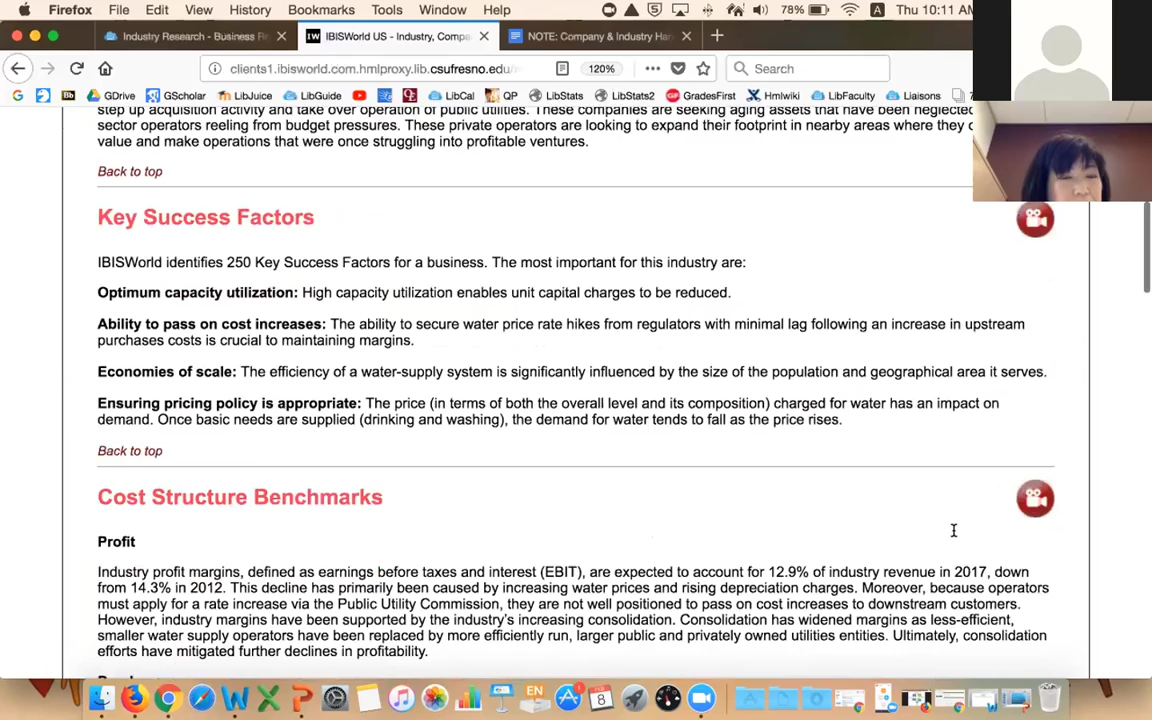 Firefox File Edit View History Bookmarks Tools Window Help 78% A Thu 10:11 AM
Industry Research - Business R IW IBISWorld US - Industry, Comp NOTE: Company & Industry Han
clients1.ibisworld.com.hmlproxy.lib.csufresno.edu/ 120% Search
GDrive GScholar LibJuice LibGuide LibCal QP LibStats LibStats2 GradesFirst Hmlwiki LibFaculty Liaisons
step up acquisition activity and take over operation of public utilities. These companies are seeking aging assets that have been neglected
sector operators reeling from budget pressures. These private operators are looking to expand their footprint in nearby areas where they
value and make operations that were once struggling into profitable ventures.
Back to top
Key Success Factors
IBISWorld identifies 250 Key Success Factors for a business. The most important for this industry are:
Optimum capacity utilization: High capacity utilization enables unit capital charges to be reduced.
Ability to pass on cost increases: The ability to secure water price rate hikes from regulators with minimal lag following an increase in upstream
purchases costs is crucial to maintaining margins.
Economies of scale: The efficiency of a water-supply system is significantly influenced by the size of the population and geographical area it serves.
Ensuring pricing policy is appropriate: The price (in terms of both the overall level and its composition) charged for water has an impact on
demand. Once basic needs are supplied (drinking and washing), the demand for water tends to fall as the price rises.
Back to top
Cost Structure Benchmarks
Profit
Industry profit margins, defined as earnings before taxes and interest (EBIT), are expected to account for 12.9% of industry revenue in 2017, down
from 14.3% in 2012. This decline has primarily been caused by increasing water prices and rising depreciation charges. Moreover, because operators
must apply for a rate increase via the Public Utility Commission, they are not well positioned to pass on cost increases to downstream customers.
However, industry margins have been supported by the industry's increasing consolidation. Consolidation has widened margins as less-efficient,
smaller water supply operators have been replaced by more efficiently run, larger public and privately owned utilities entities. Ultimately, consolidation
efforts have mitigated further declines in profitability.